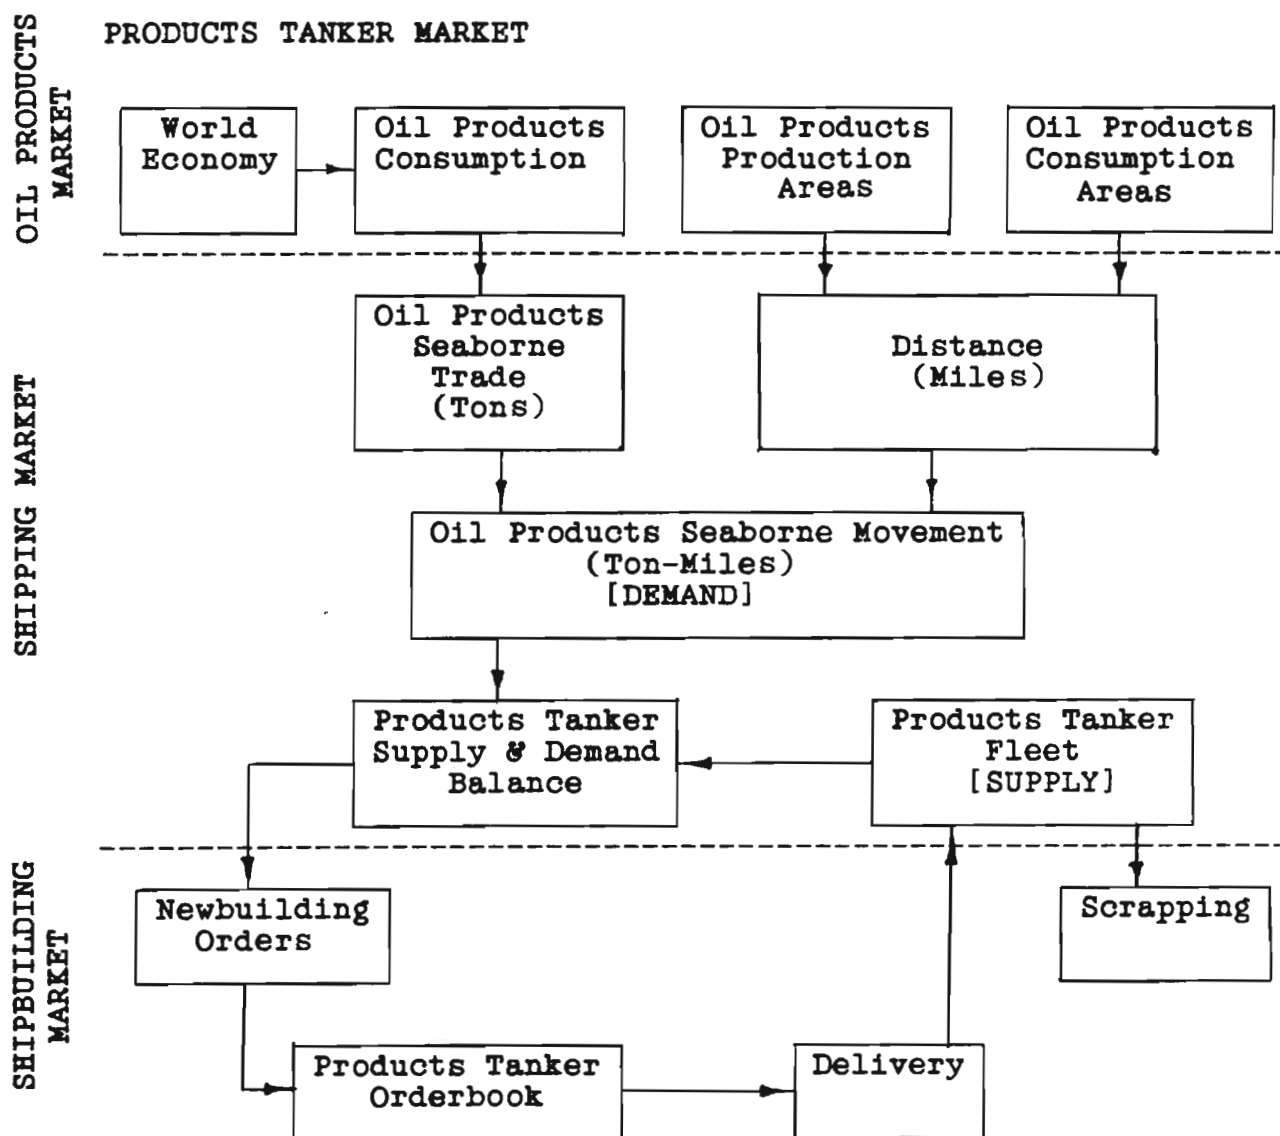 PRODUCTS TANKER MARKET
OIL PRODUCTS
MARKET
World
Economy
Oil Products
Consumption
Oil Products
Production
Areas
Oil Products
Consumption
Areas
SHIPPING MARKET
Oil Products
Seaborne
Trade
(Tons)
Distance
(Miles)
Oil Products Seaborne Movement
(Ton-Miles)
[DEMAND]
Products Tanker
Supply & Demand
Balance
Products Tanker
Fleet
[SUPPLY]
SHIPBUILDING
MARKET
Newbuilding
Orders
Scrapping
Products Tanker
Orderbook
Delivery